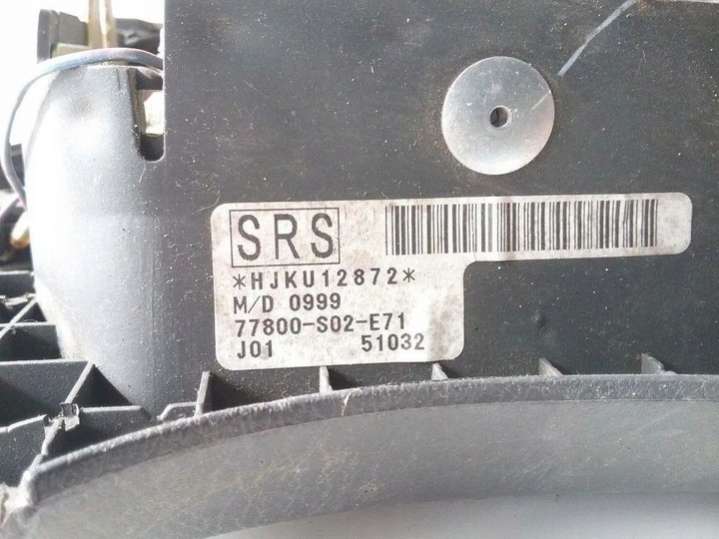 SRS
*HJKU12872*
M/D 0999
77800-S02-E71
J01 51032